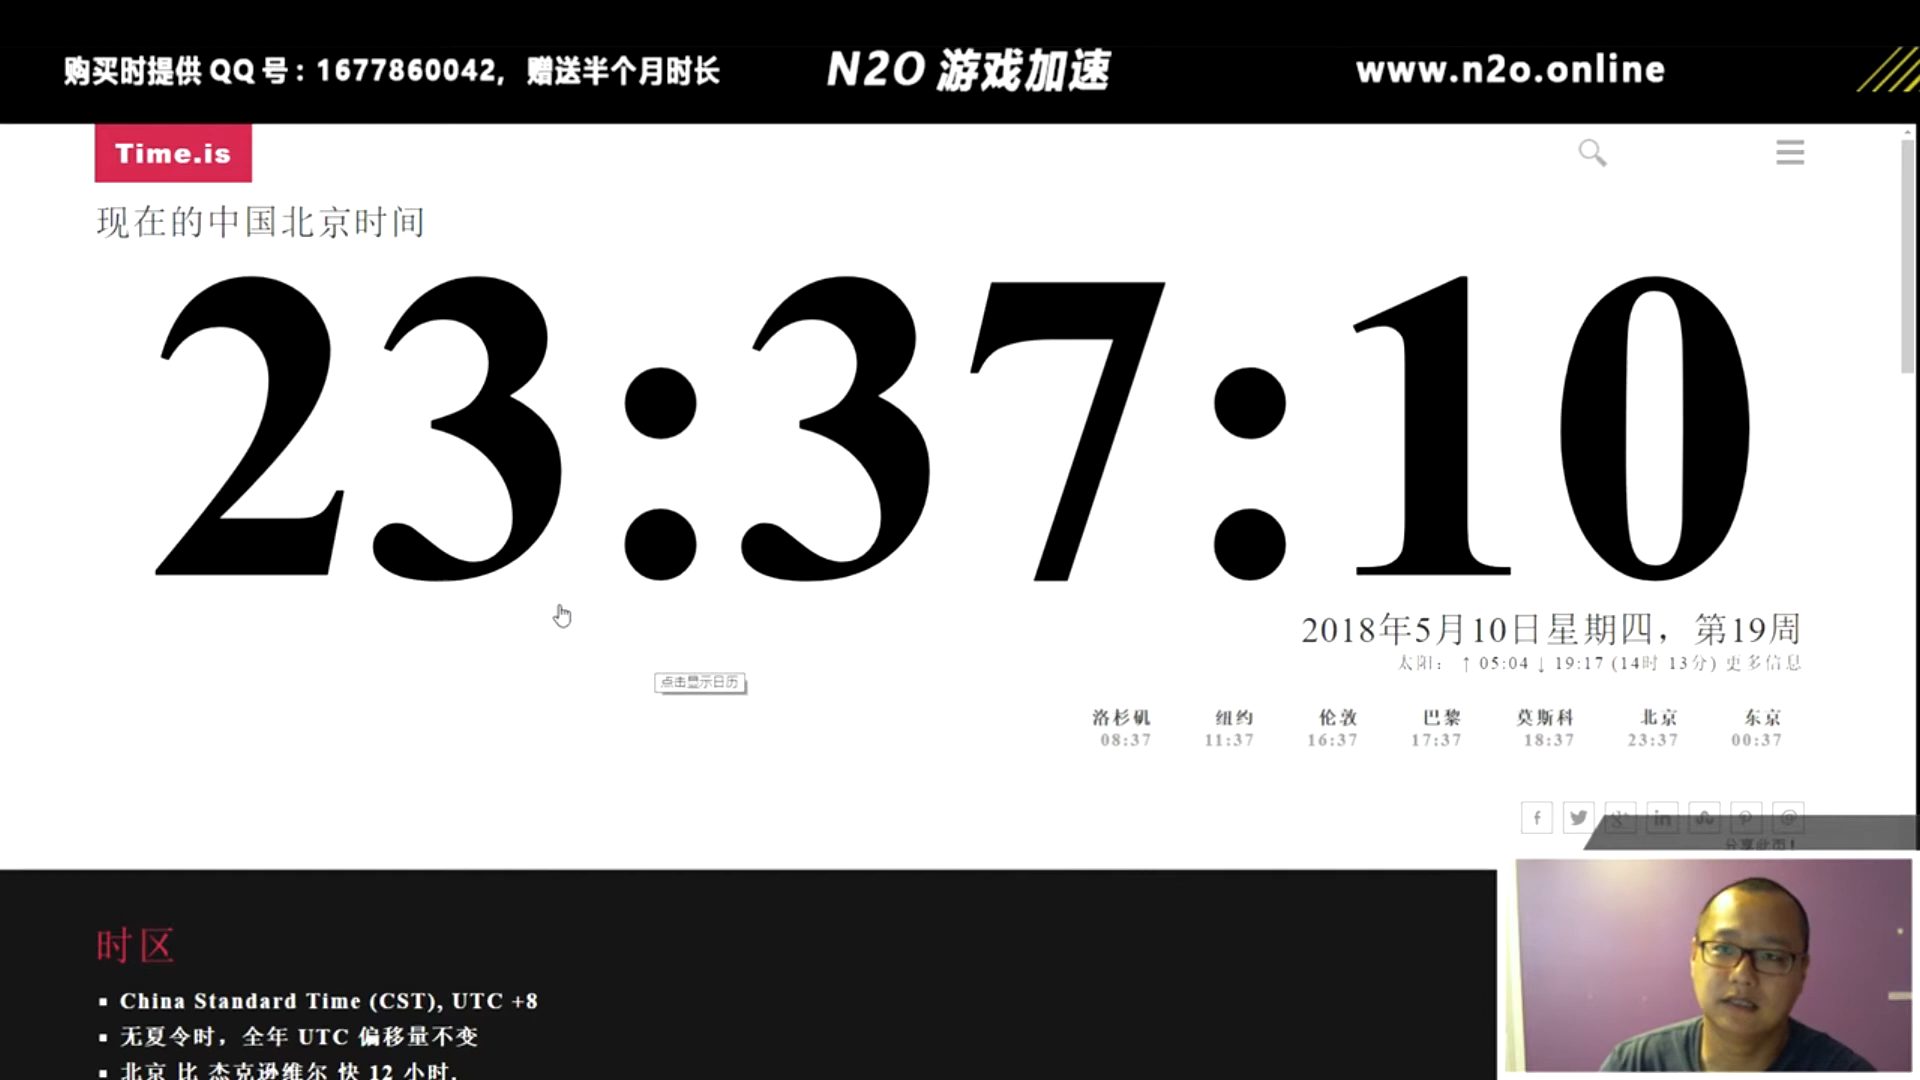 购买时提供 QQ 号：1677860042，赠送半个月时长
N2O 游戏加速
www.n2o.online
Time.is
现在的中国北京时间
23:37:10
2018年5月10日星期四，第19周
太阳： ↑ 05:04 ↓ 19:17 (14时 13分) 更多信息
点击显示日历
洛杉矶 纽约 伦敦 巴黎 莫斯科 北京 东京
08:37 11:37 16:37 17:37 18:37 23:37 00:37
分享此页！
时区
China Standard Time (CST), UTC +8
无夏令时，全年 UTC 偏移量不变
北京 比 杰克逊维尔 快 12 小时.